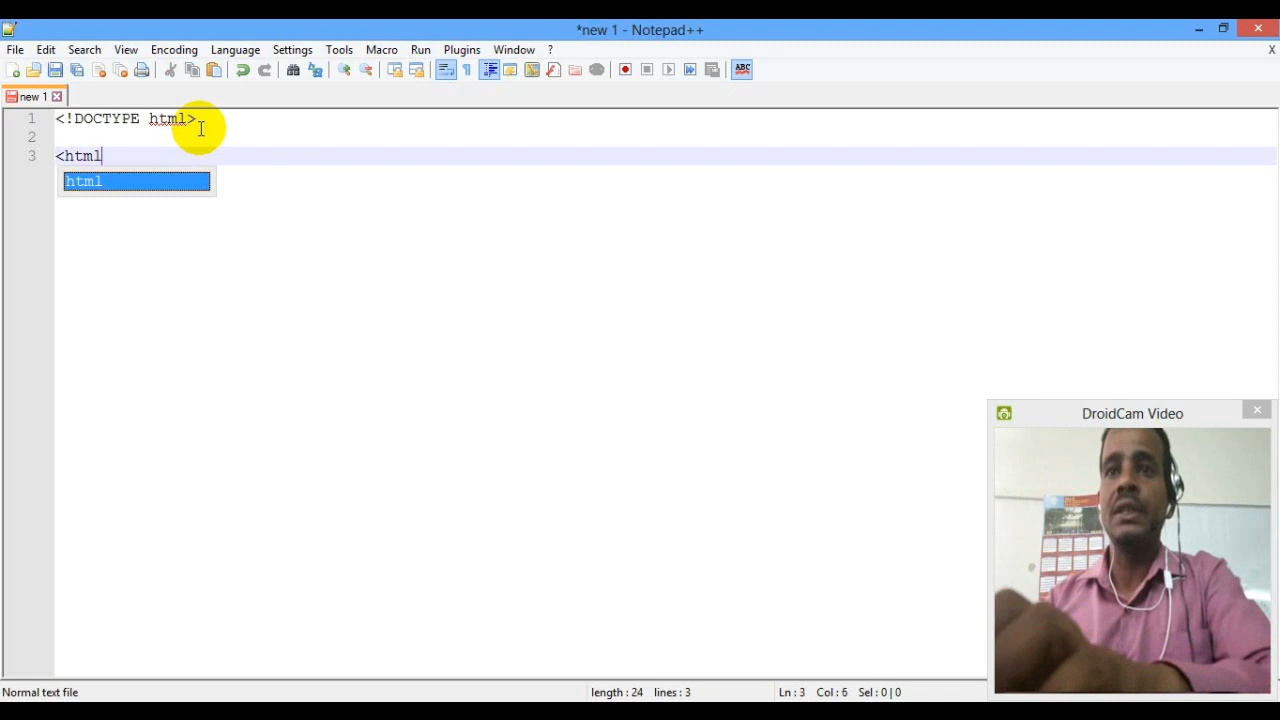 *new 1 - Notepad++
File Edit Search View Encoding Language Settings Tools Macro Run Plugins Window ? X
ABC
new 1
1 <!DOCTYPE html>
2
3 <html
html
DroidCam Video
Normal text file length : 24 lines : 3 Ln : 3 Col : 6 Sel : 0 | 0